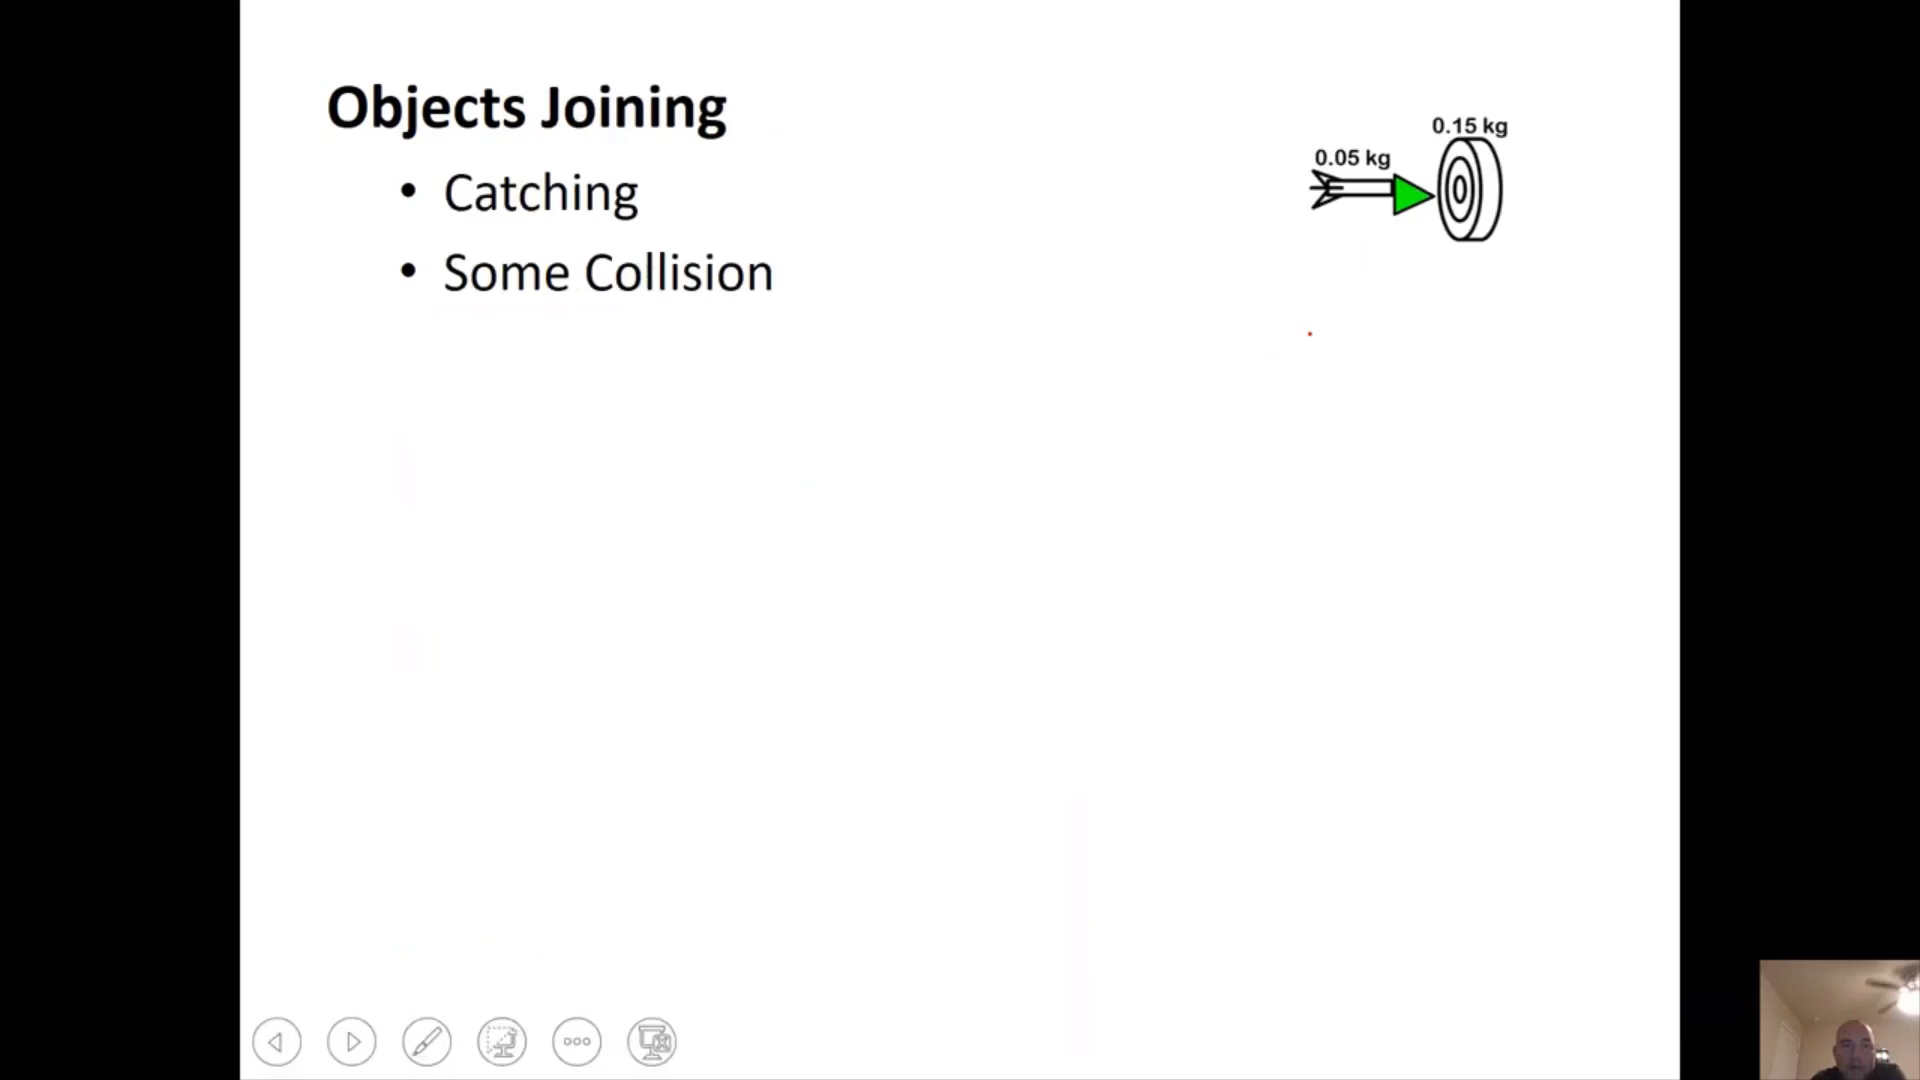 Objects Joining
• Catching
• Some Collision
0.15 kg
0.05 kg